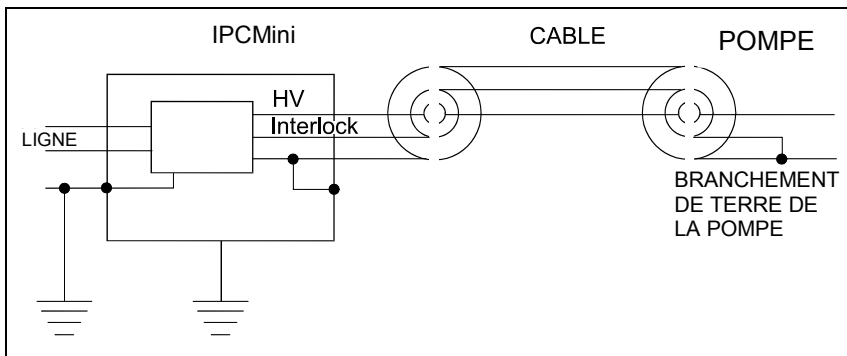 IPCMini
CABLE
POMPE
HV
Interlock
LIGNE
BRANCHEMENT
DE TERRE DE
LA POMPE